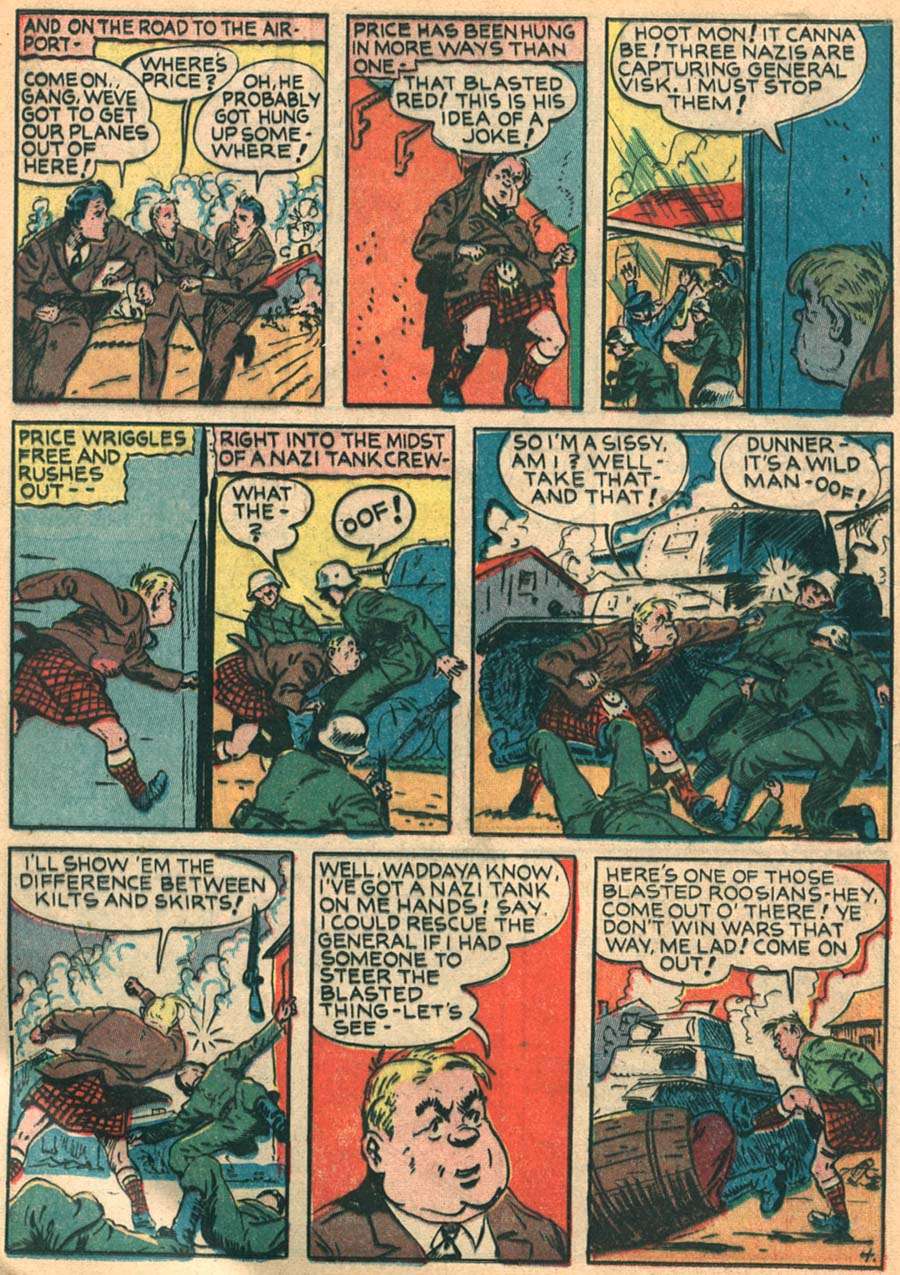 AND ON THE ROAD TO THE AIR-
PORT-
COME ON,,
GANG, WE'VE
GOT TO GET
OUR PLANES
OUT OF
HERE!
WHERE'S
PRICE?
OH, HE
PROBABLY
GOT HUNG
UP SOME-
WHERE!
PRICE HAS BEEN HUNG
IN MORE WAYS THAN
ONE-
THAT BLASTED
RED! THIS IS HIS
IDEA OF A
JOKE!
HOOT MON! IT CANNA
BE! THREE NAZIS ARE
CAPTURING GENERAL
VISK. I MUST STOP
THEM!
PRICE WRIGGLES
FREE AND
RUSHES
OUT--
RIGHT INTO THE MIDST
OF A NAZI TANK CREW-
WHAT
THE-
?
OOF!
SO I'M A SISSY,
AM I? WELL-
TAKE THAT-
AND THAT!
DUNNER-
IT'S A WILD
MAN-OOF!
I'LL SHOW 'EM THE
DIFFERENCE BETWEEN
KILTS AND SKIRTS!
WELL, WADDAYA KNOW,
I'VE GOT A NAZI TANK
ON ME HANDS! SAY,
I COULD RESCUE THE
GENERAL IF I HAD
SOMEONE TO
STEER THE
BLASTED
THING-LET'S
SEE-
HERE'S ONE OF THOSE
BLASTED ROOSIANS-HEY,
COME OUT O' THERE! YE
DON'T WIN WARS THAT
WAY, ME LAD! COME ON
OUT!
4.